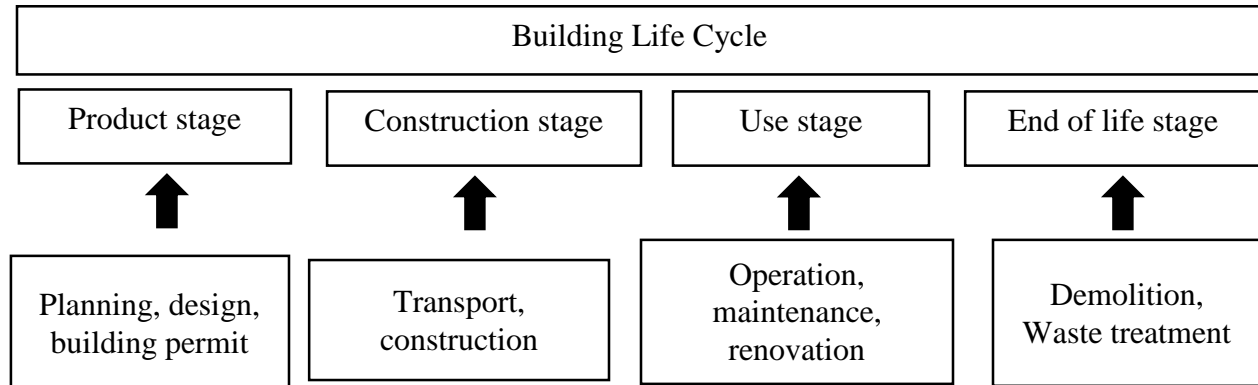 Building Life Cycle
Product stage
Construction stage
Use stage
End of life stage
Planning, design,
building permit
Transport,
construction
Operation,
maintenance,
renovation
Demolition,
Waste treatment